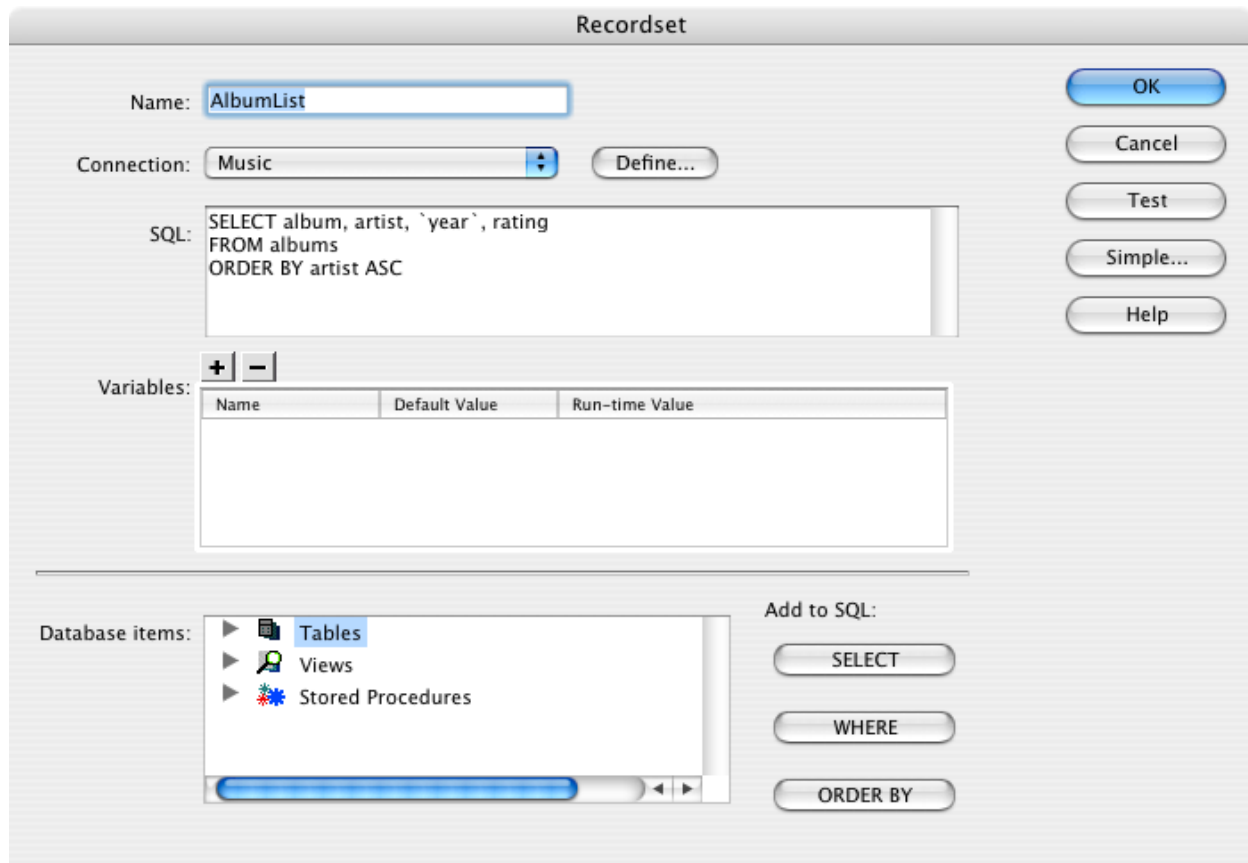 Recordset
Name: AlbumList
OK
Connection: Music Define...
Cancel
SQL: SELECT album, artist, `year`, rating
FROM albums
ORDER BY artist ASC
Test
Simple...
Help
+ −
Variables:
Name Default Value Run-time Value
Database items: Tables
Views
Stored Procedures
Add to SQL:
SELECT
WHERE
ORDER BY